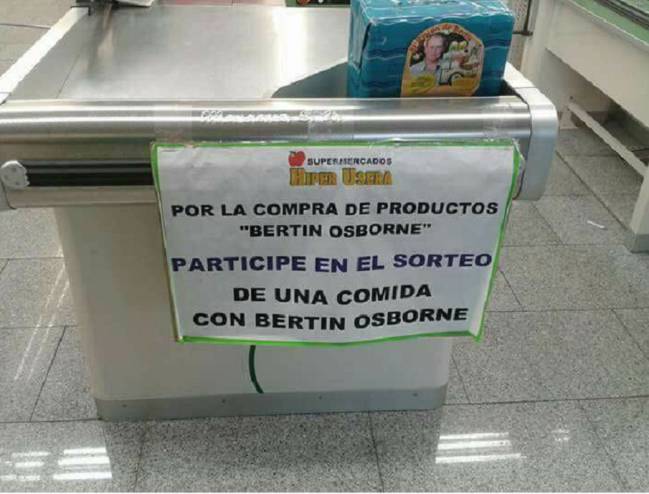 SUPERMERCADOS
HIPER USERA
POR LA COMPRA DE PRODUCTOS
"BERTIN OSBORNE"
PARTICIPE EN EL SORTEO
DE UNA COMIDA
CON BERTIN OSBORNE